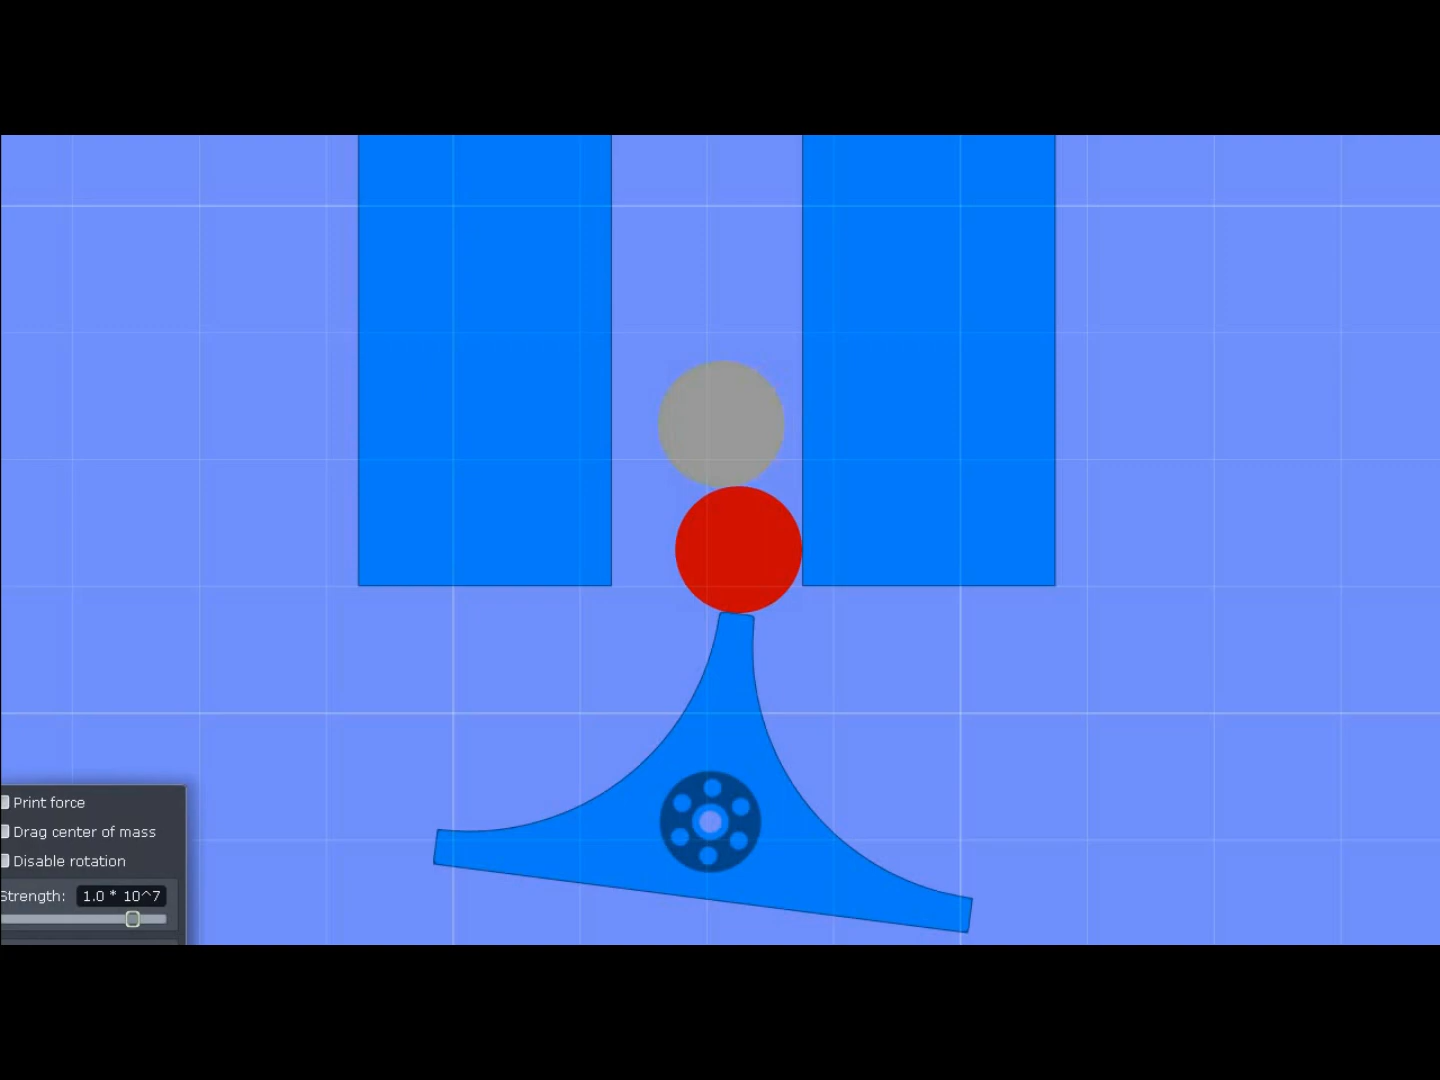 Print force
Drag center of mass
Disable rotation
Strength: 1.0 * 10^7